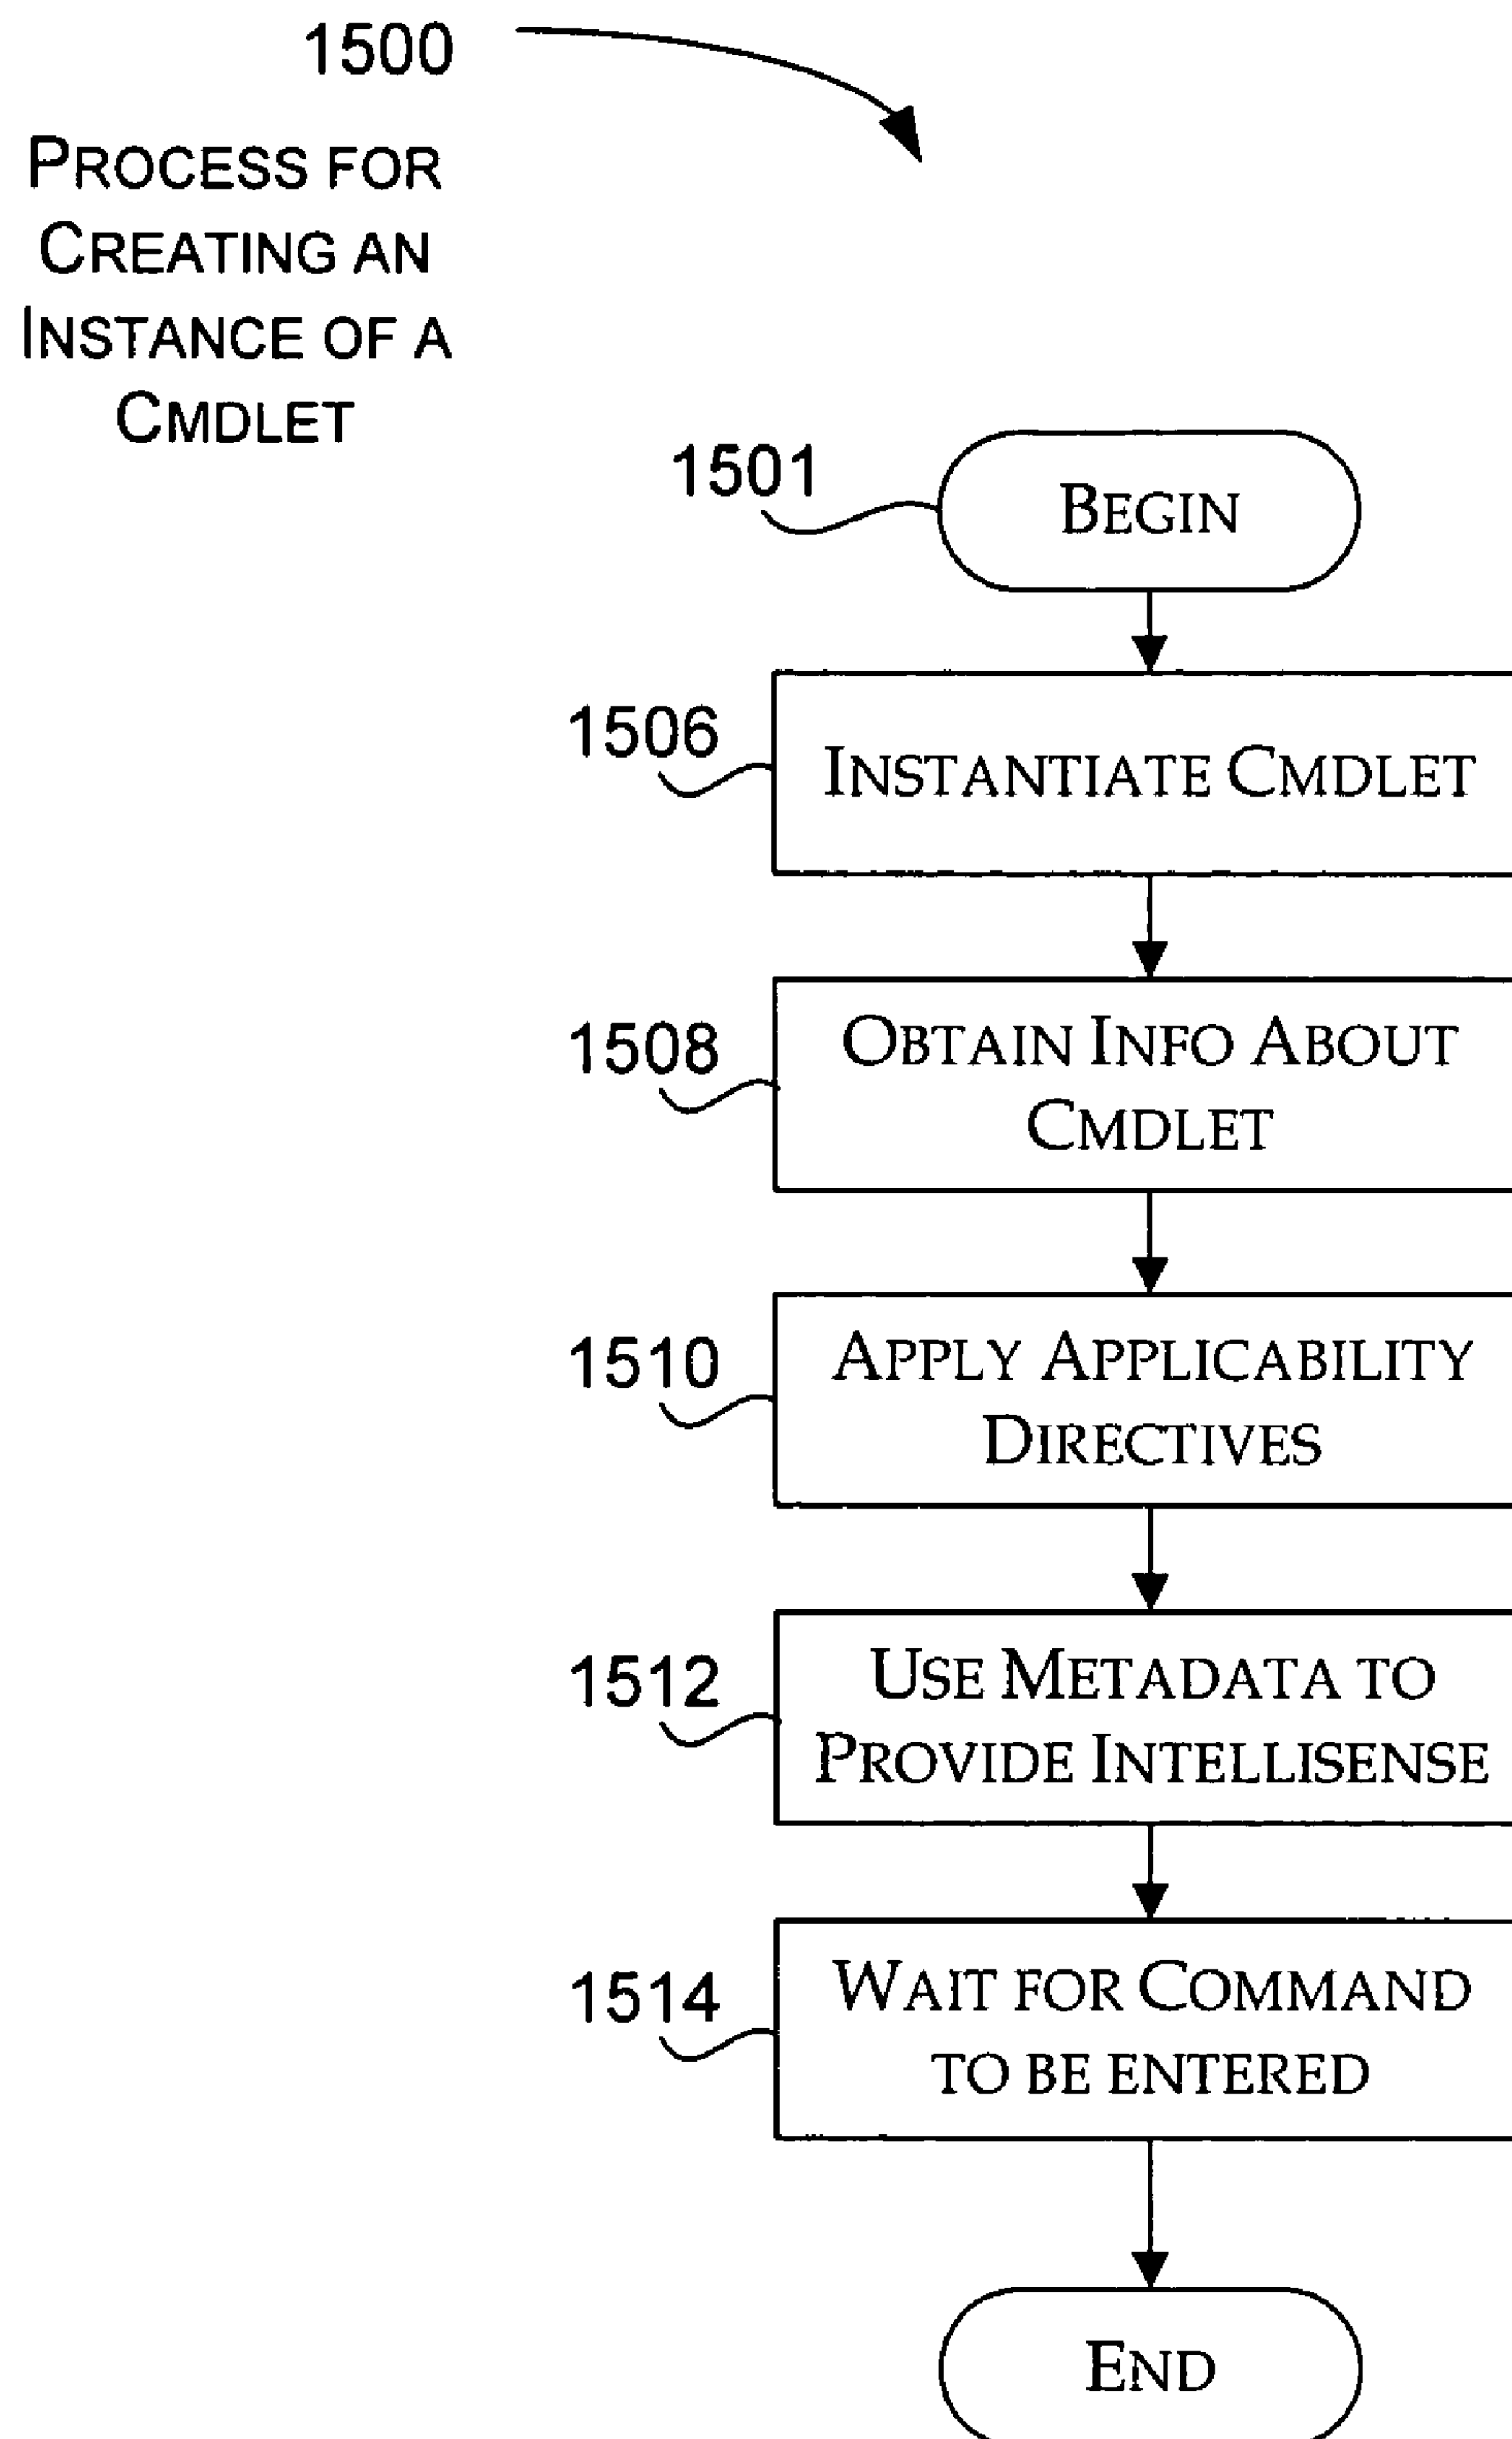 1500
PROCESS FOR
CREATING AN
INSTANCE OF A
CMDLET
1501
BEGIN
1506
INSTANTIATE CMDLET
1508
OBTAIN INFO ABOUT
CMDLET
1510
APPLY APPLICABILITY
DIRECTIVES
1512
USE METADATA TO
PROVIDE INTELLISENSE
1514
WAIT FOR COMMAND
TO BE ENTERED
END